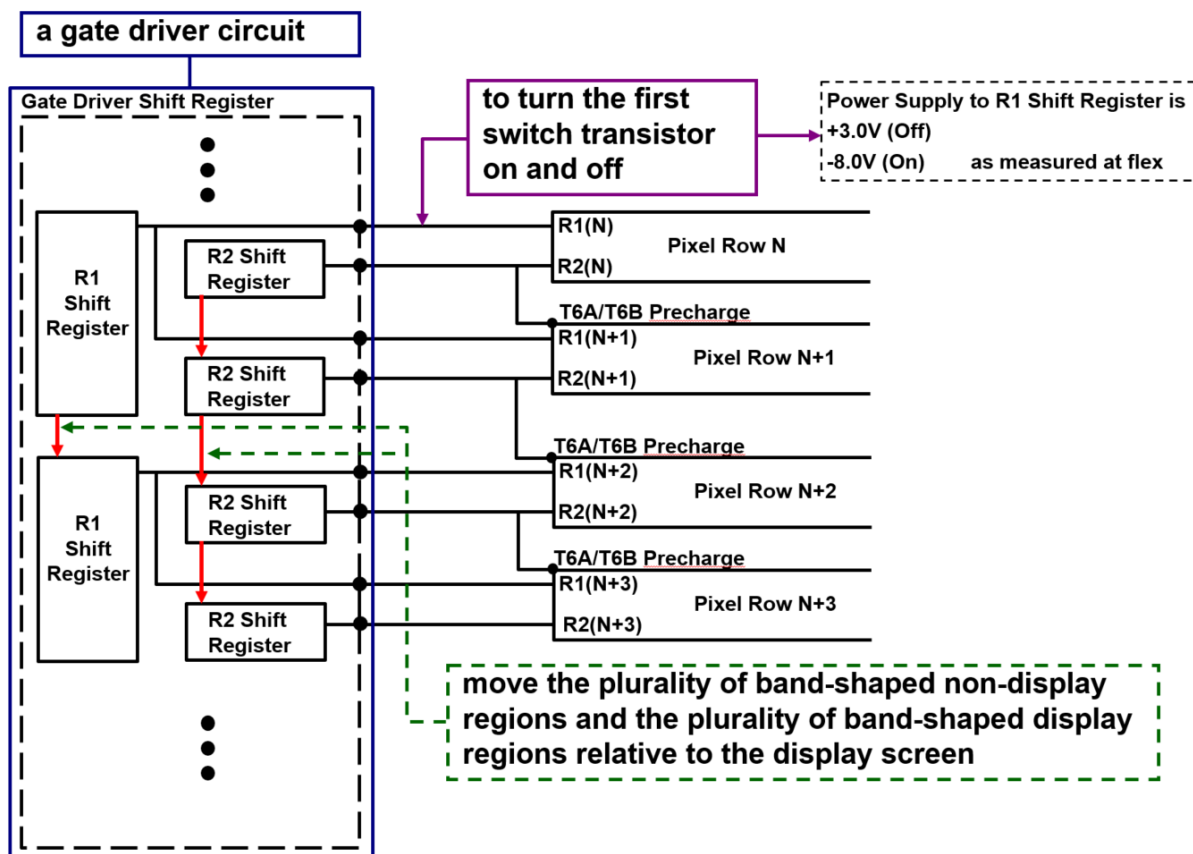 a gate driver circuit
Gate Driver Shift Register
to turn the first
switch transistor
on and off
Power Supply to R1 Shift Register is
+3.0V (Off)
-8.0V (On) as measured at flex
R1
Shift
Register
R2 Shift
Register
R1(N)
Pixel Row N
R2(N)
T6A/T6B Precharge
R1(N+1)
Pixel Row N+1
R2 Shift
Register
R2(N+1)
T6A/T6B Precharge
R1
Shift
Register
R1(N+2)
Pixel Row N+2
R2 Shift
Register
R2(N+2)
T6A/T6B Precharge
R1(N+3)
Pixel Row N+3
R2 Shift
Register
R2(N+3)
move the plurality of band-shaped non-display
regions and the plurality of band-shaped display
regions relative to the display screen